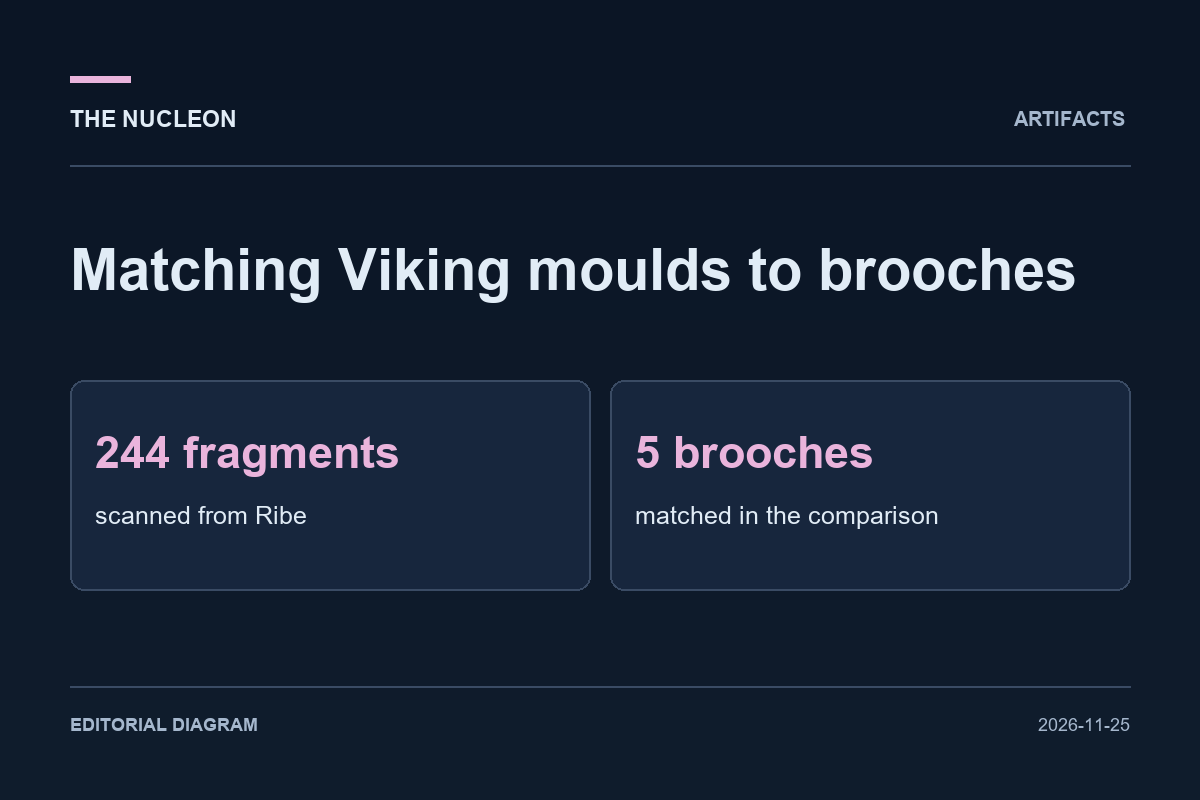 THE NUCLEON
ARTIFACTS
Matching Viking moulds to brooches
244 fragments
scanned from Ribe
5 brooches
matched in the comparison
EDITORIAL DIAGRAM
2026-11-25